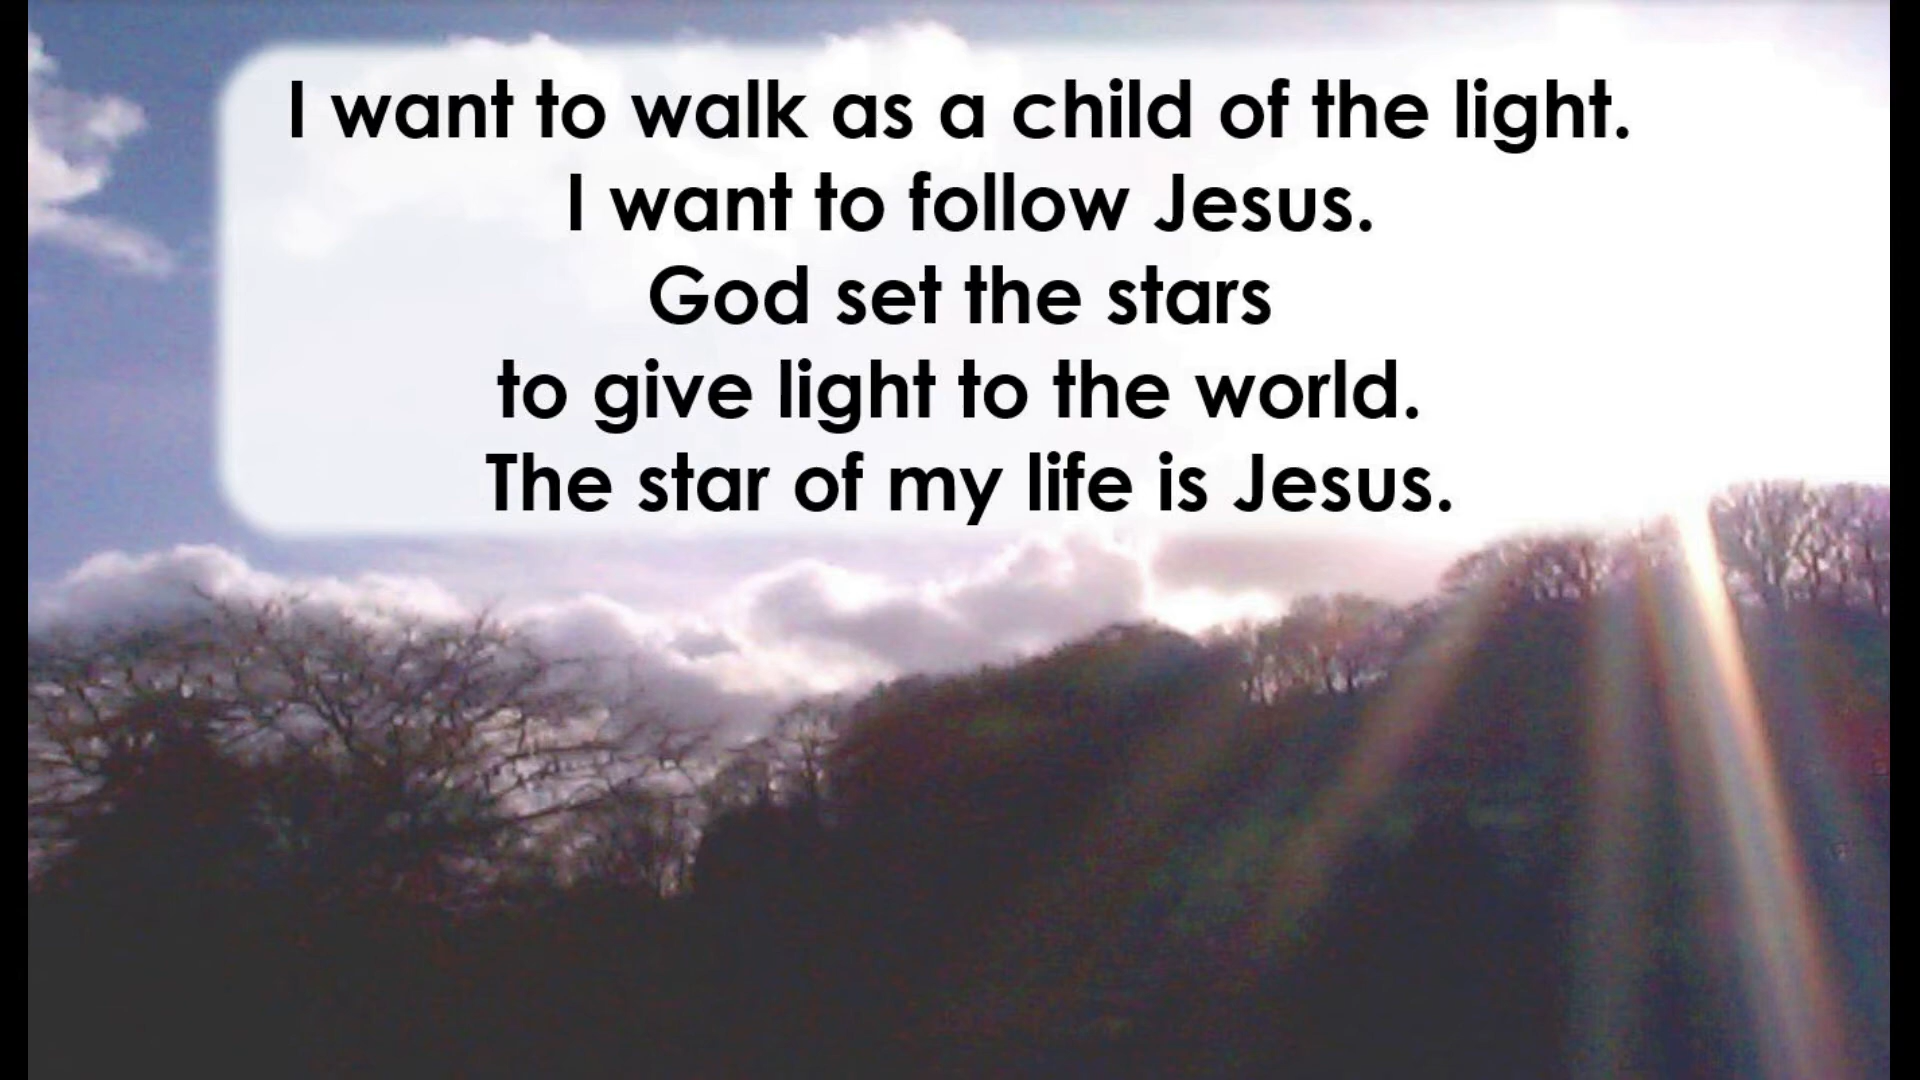 I want to walk as a child of the light.
I want to follow Jesus.
God set the stars
to give light to the world.
The star of my life is Jesus.